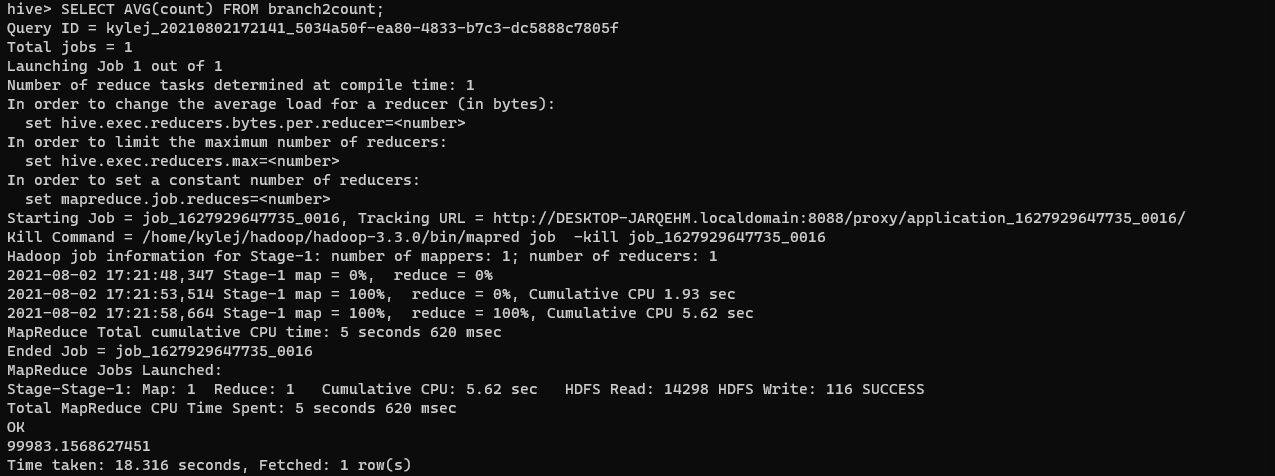 hive> SELECT AVG(count) FROM branch2count;
Query ID = kylej_20210802172141_5034a50f-ea80-4833-b7c3-dc5888c7805f
Total jobs = 1
Launching Job 1 out of 1
Number of reduce tasks determined at compile time: 1
In order to change the average load for a reducer (in bytes):
  set hive.exec.reducers.bytes.per.reducer=<number>
In order to limit the maximum number of reducers:
  set hive.exec.reducers.max=<number>
In order to set a constant number of reducers:
  set mapreduce.job.reduces=<number>
Starting Job = job_1627929647735_0016, Tracking URL = http://DESKTOP-JARQEHM.localdomain:8088/proxy/application_1627929647735_0016/
Kill Command = /home/kylej/hadoop/hadoop-3.3.0/bin/mapred job  -kill job_1627929647735_0016
Hadoop job information for Stage-1: number of mappers: 1; number of reducers: 1
2021-08-02 17:21:48,347 Stage-1 map = 0%,  reduce = 0%
2021-08-02 17:21:53,514 Stage-1 map = 100%,  reduce = 0%, Cumulative CPU 1.93 sec
2021-08-02 17:21:58,664 Stage-1 map = 100%,  reduce = 100%, Cumulative CPU 5.62 sec
MapReduce Total cumulative CPU time: 5 seconds 620 msec
Ended Job = job_1627929647735_0016
MapReduce Jobs Launched:
Stage-Stage-1: Map: 1  Reduce: 1   Cumulative CPU: 5.62 sec   HDFS Read: 14298 HDFS Write: 116 SUCCESS
Total MapReduce CPU Time Spent: 5 seconds 620 msec
OK
99983.1568627451
Time taken: 18.316 seconds, Fetched: 1 row(s)